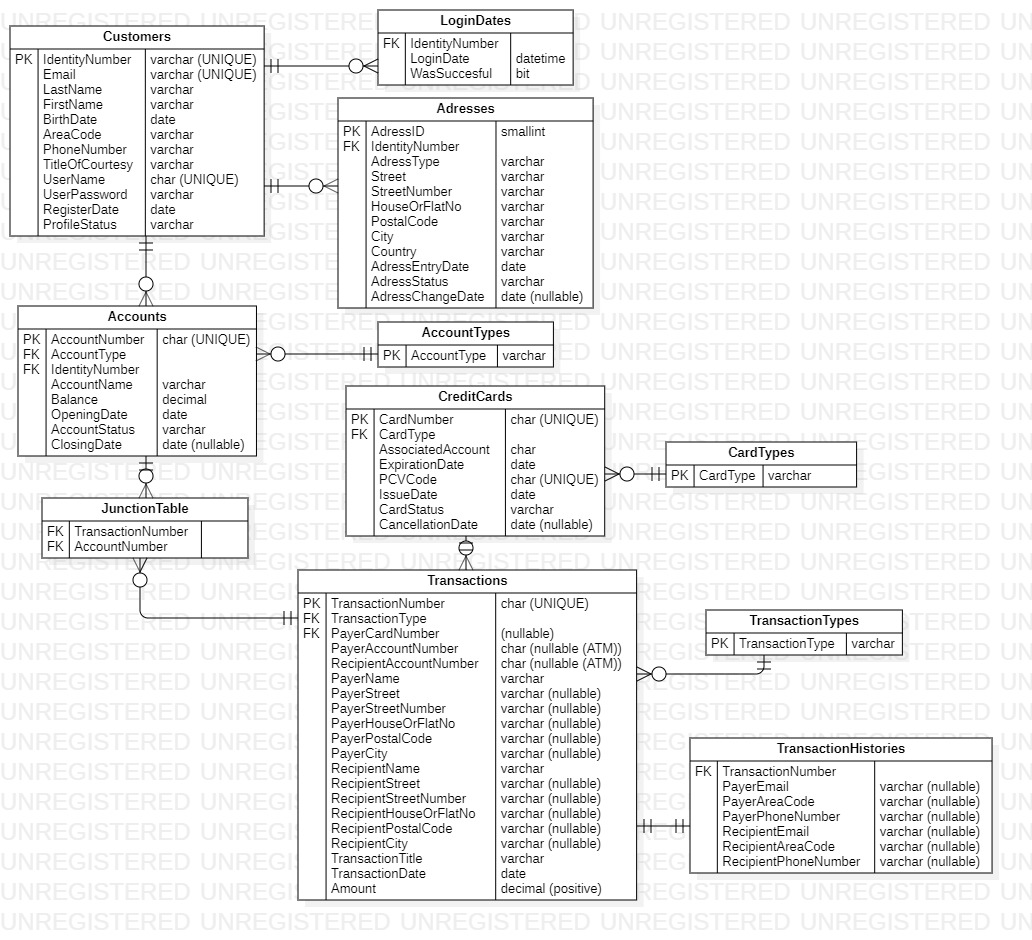 Customers
PK IdentityNumber varchar (UNIQUE)
Email varchar (UNIQUE)
LastName varchar
FirstName varchar
BirthDate date
AreaCode varchar
PhoneNumber varchar
TitleOfCourtesy varchar
UserName char (UNIQUE)
UserPassword varchar
RegisterDate date
ProfileStatus varchar
LoginDates
FK IdentityNumber
LoginDate datetime
WasSuccesful bit
Adresses
PK AdressID smallint
FK IdentityNumber
AdressType varchar
Street varchar
StreetNumber varchar
HouseOrFlatNo varchar
PostalCode varchar
City varchar
Country varchar
AdressEntryDate date
AdressStatus varchar
AdressChangeDate date (nullable)
Accounts
PK AccountNumber char (UNIQUE)
FK AccountType
FK IdentityNumber
AccountName varchar
Balance decimal
OpeningDate date
AccountStatus varchar
ClosingDate date (nullable)
AccountTypes
PK AccountType varchar
CreditCards
PK CardNumber char (UNIQUE)
FK CardType
AssociatedAccount char
ExpirationDate date
PCVCode char (UNIQUE)
IssueDate date
CardStatus varchar
CancellationDate date (nullable)
CardTypes
PK CardType varchar
JunctionTable
FK TransactionNumber
FK AccountNumber
Transactions
PK TransactionNumber char (UNIQUE)
FK TransactionType
FK PayerCardNumber (nullable)
PayerAccountNumber char (nullable (ATM))
RecipientAccountNumber char (nullable (ATM))
PayerName varchar
PayerStreet varchar (nullable)
PayerStreetNumber varchar (nullable)
PayerHouseOrFlatNo varchar (nullable)
PayerPostalCode varchar (nullable)
PayerCity varchar (nullable)
RecipientName varchar
RecipientStreet varchar (nullable)
RecipientStreetNumber varchar (nullable)
RecipientHouseOrFlatNo varchar (nullable)
RecipientPostalCode varchar (nullable)
RecipientCity varchar (nullable)
TransactionTitle varchar
TransactionDate date
Amount decimal (positive)
TransactionTypes
PK TransactionType varchar
TransactionHistories
FK TransactionNumber
PayerEmail varchar (nullable)
PayerAreaCode varchar (nullable)
PayerPhoneNumber varchar (nullable)
RecipientEmail varchar (nullable)
RecipientAreaCode varchar (nullable)
RecipientPhoneNumber varchar (nullable)
UNREGISTERED